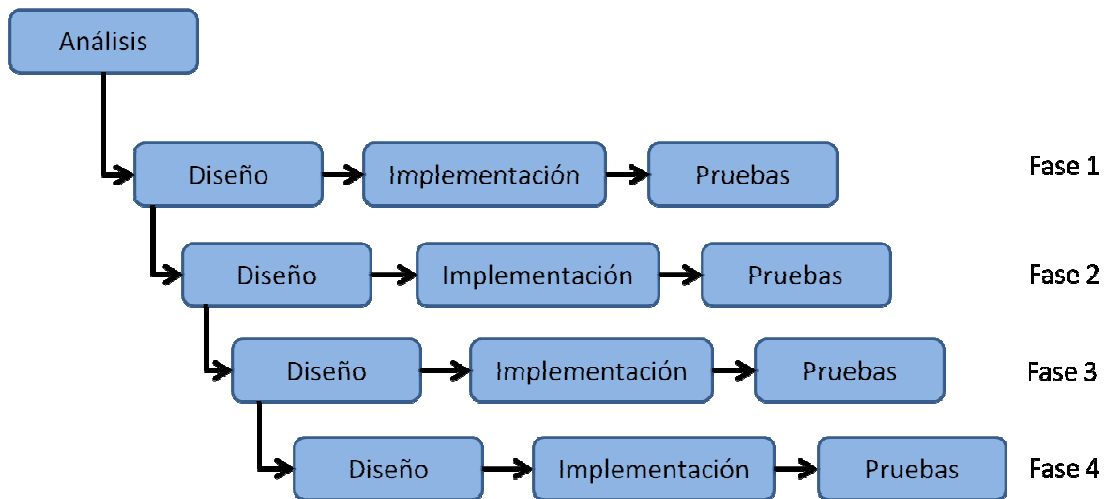 Análisis
Diseño Implementación Pruebas Fase 1
Diseño Implementación Pruebas Fase 2
Diseño Implementación Pruebas Fase 3
Diseño Implementación Pruebas Fase 4